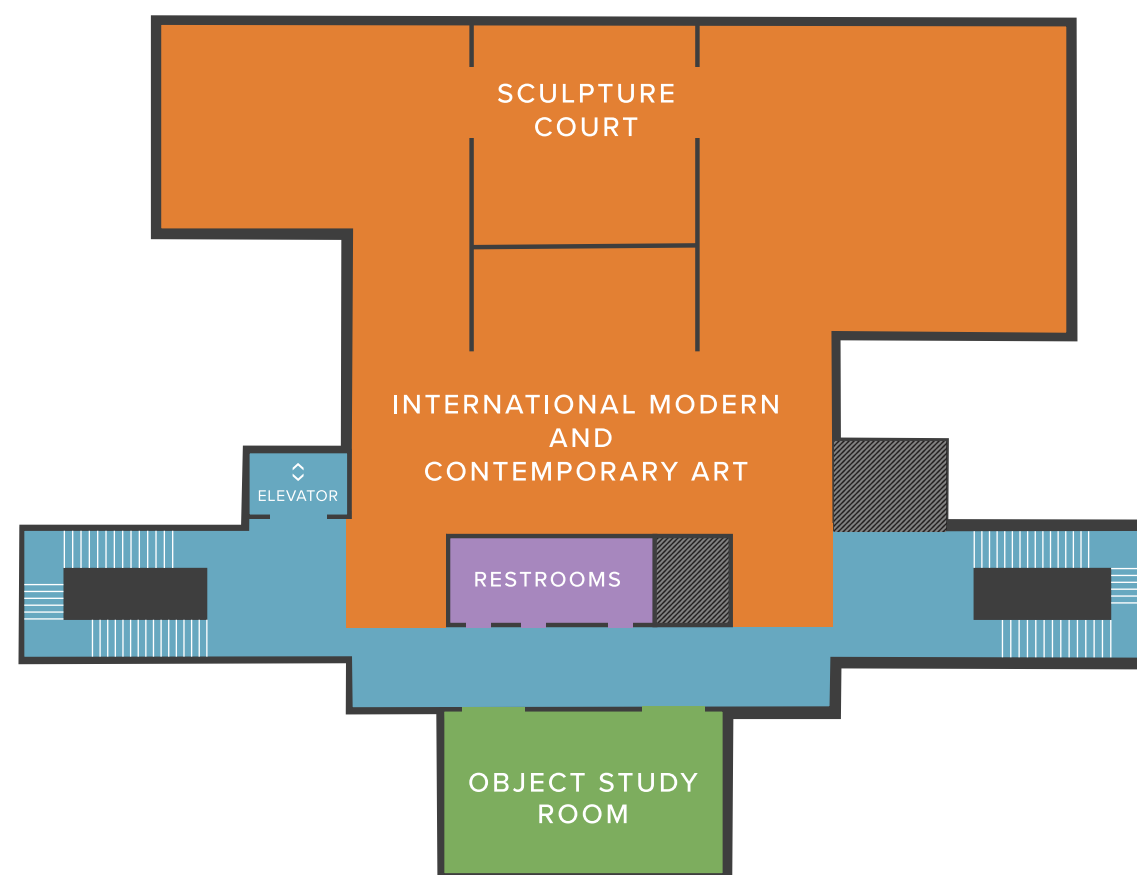 SCULPTURE
COURT
INTERNATIONAL MODERN
AND
CONTEMPORARY ART
ELEVATOR
RESTROOMS
OBJECT STUDY
ROOM